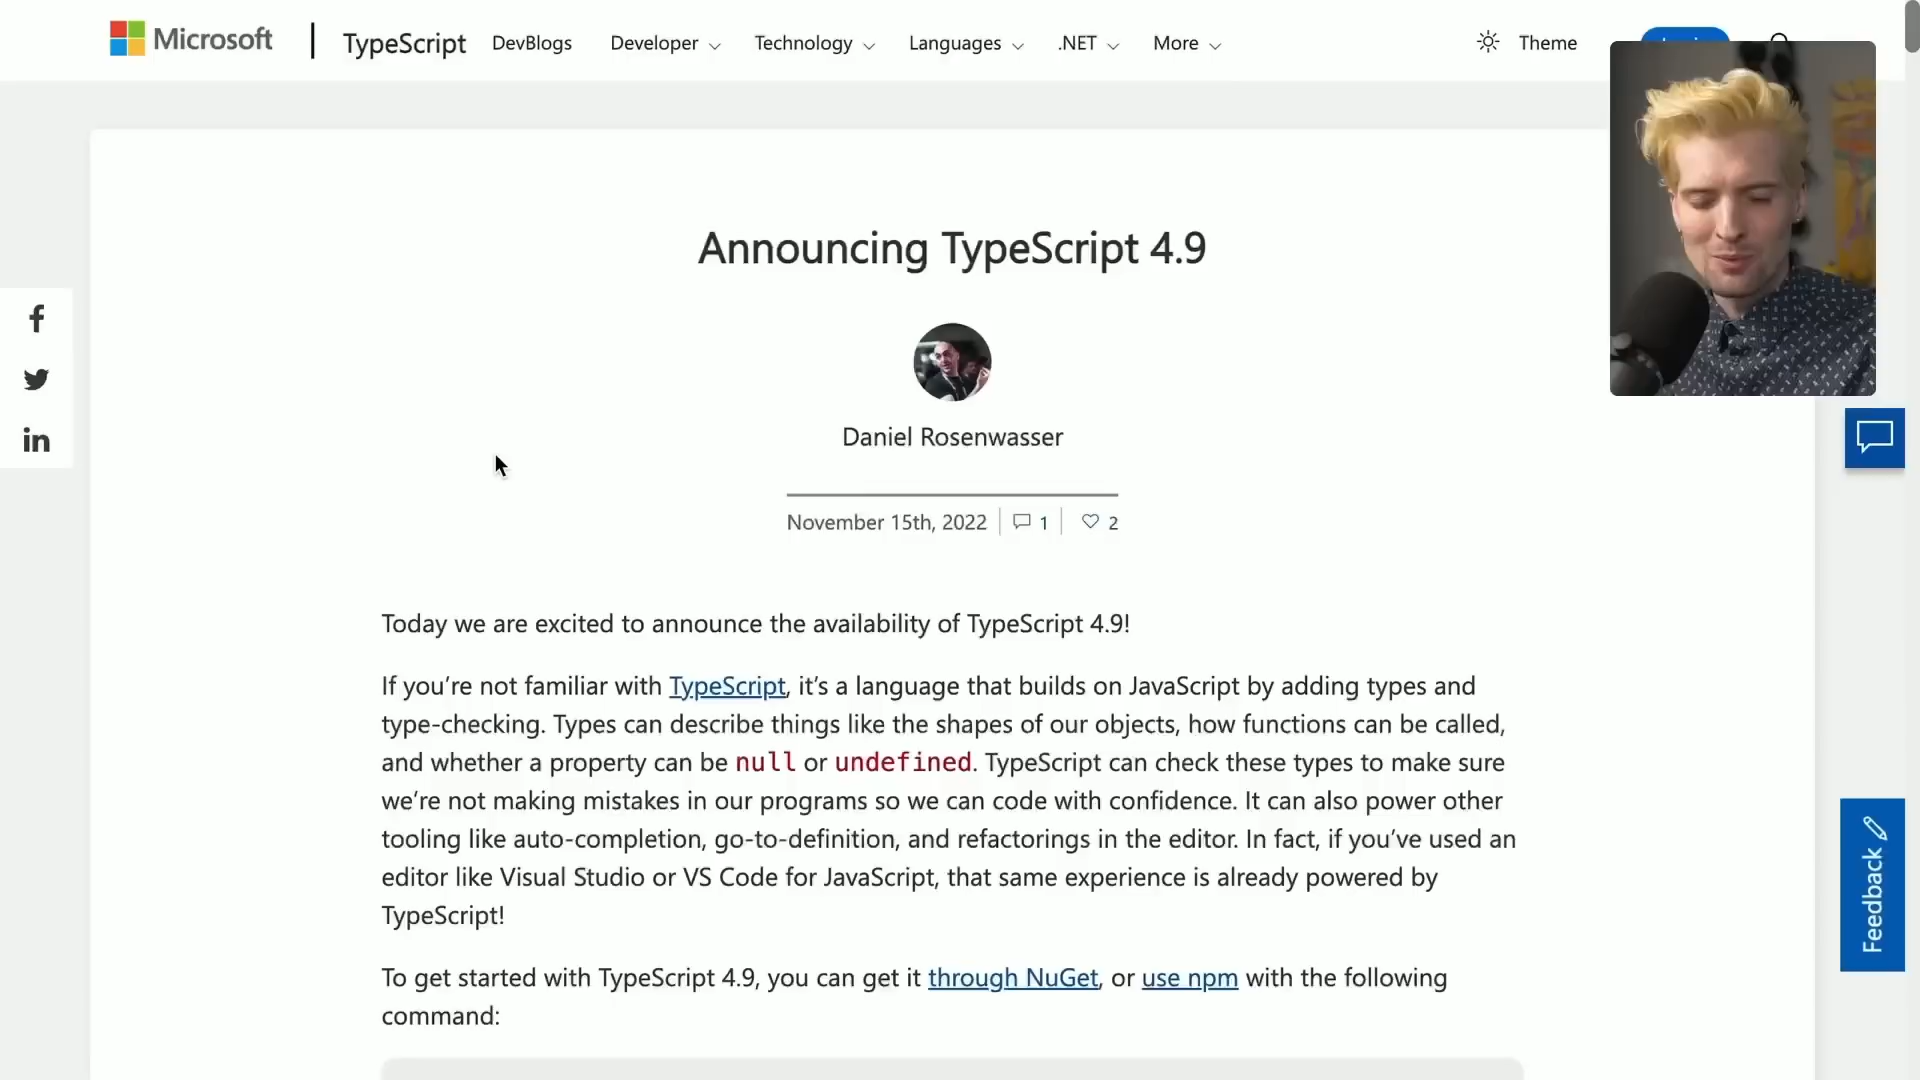 Microsoft
TypeScript
DevBlogs
Developer
Technology
Languages
.NET
More
Theme
Announcing TypeScript 4.9
Daniel Rosenwasser
November 15th, 2022
1
2
Today we are excited to announce the availability of TypeScript 4.9!
If you’re not familiar with TypeScript, it’s a language that builds on JavaScript by adding types and
type-checking. Types can describe things like the shapes of our objects, how functions can be called,
and whether a property can be null or undefined. TypeScript can check these types to make sure
we’re not making mistakes in our programs so we can code with confidence. It can also power other
tooling like auto-completion, go-to-definition, and refactorings in the editor. In fact, if you’ve used an
editor like Visual Studio or VS Code for JavaScript, that same experience is already powered by
TypeScript!
To get started with TypeScript 4.9, you can get it through NuGet, or use npm with the following
command:
Feedback